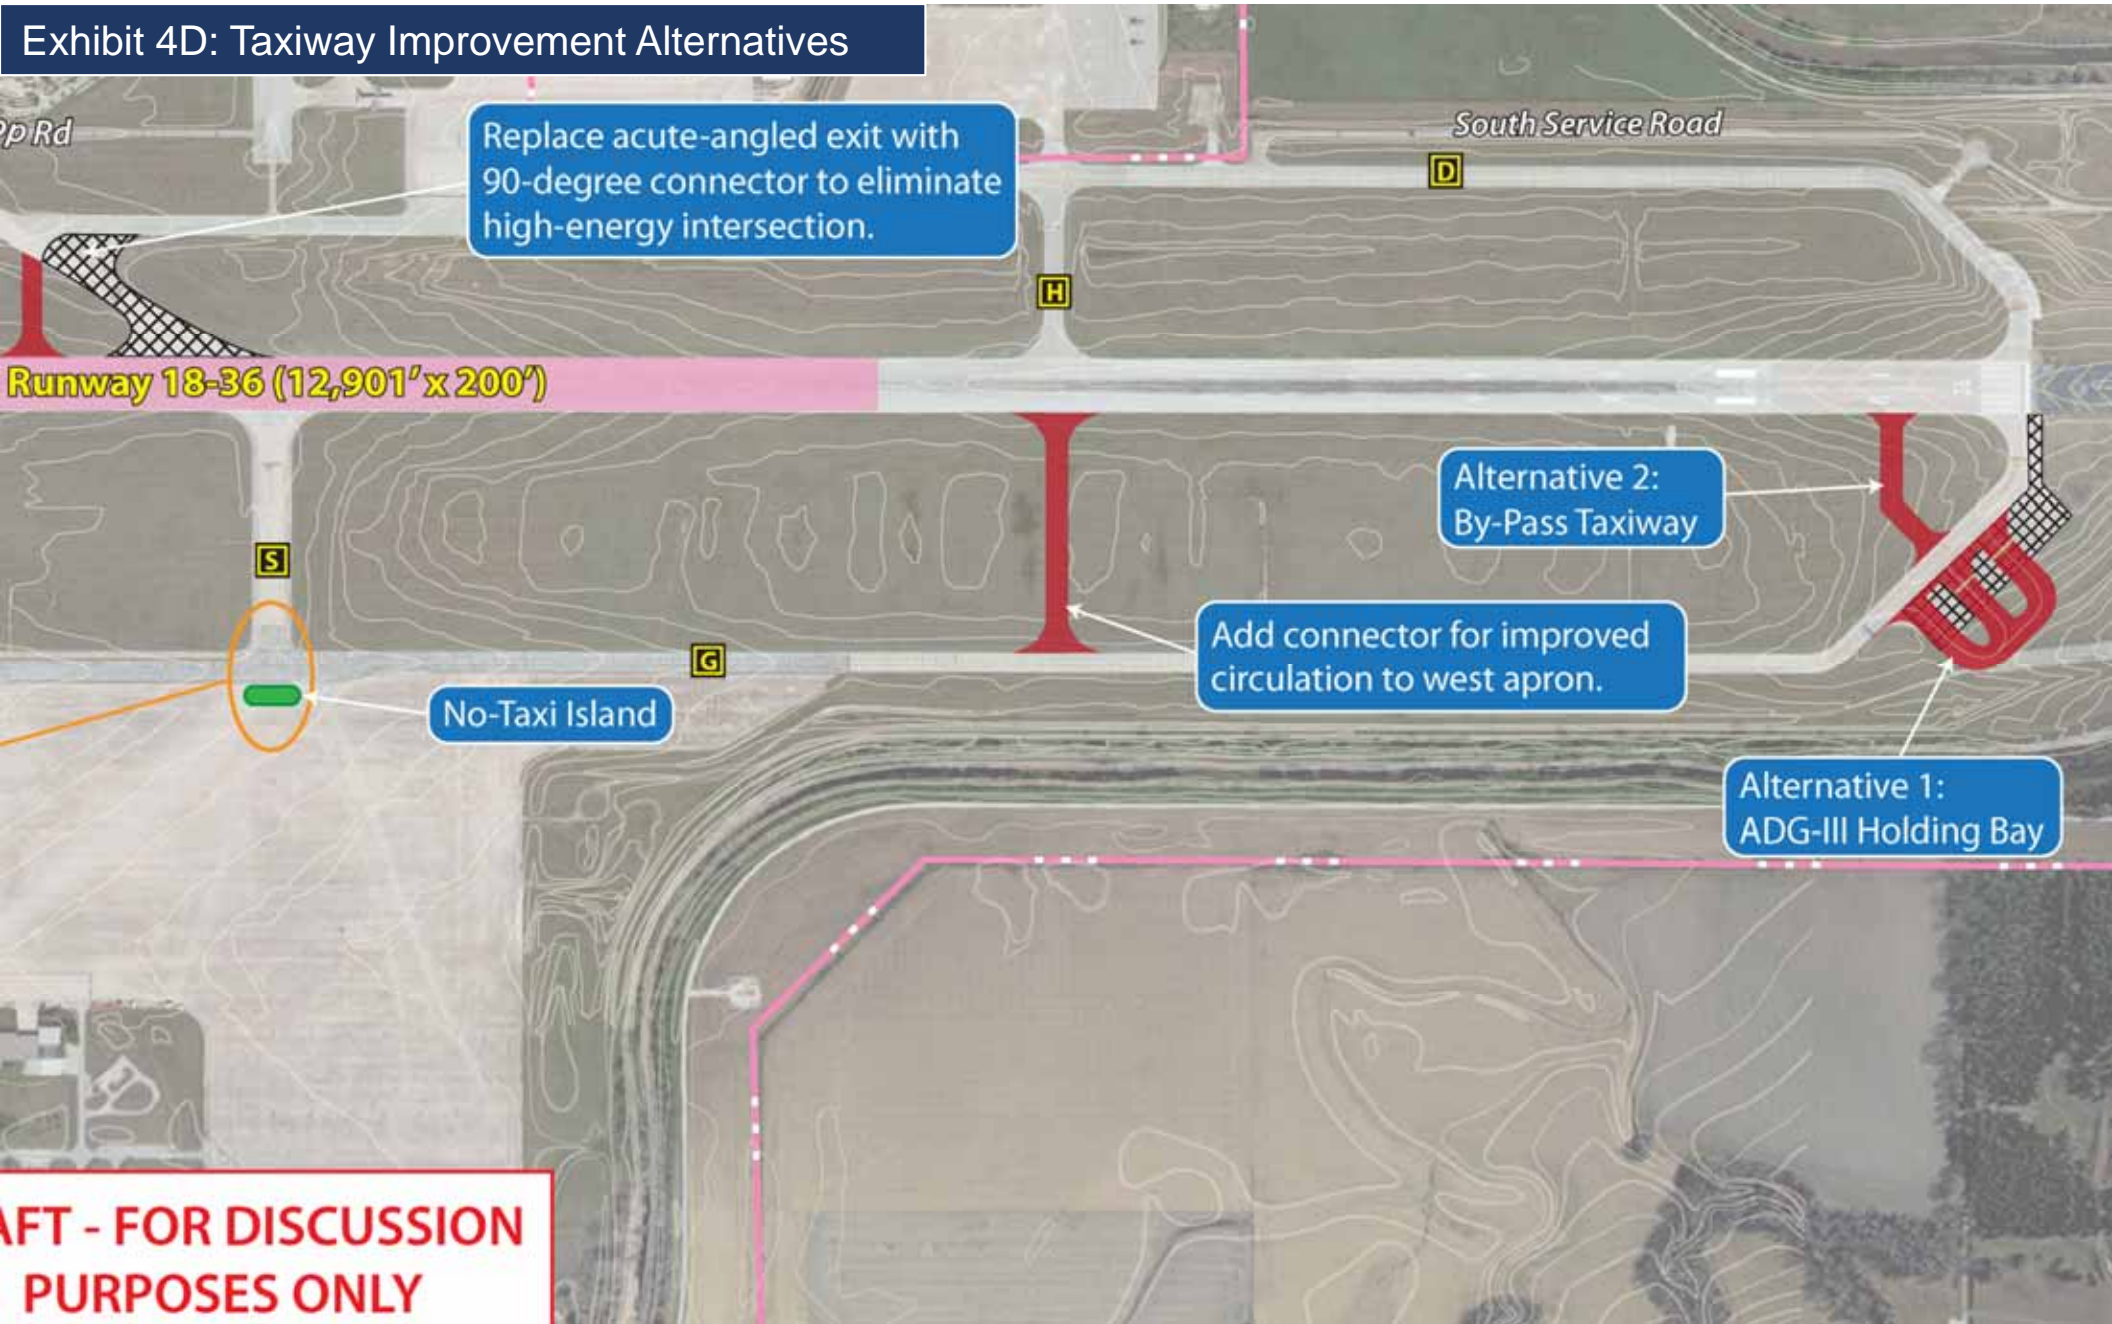 Exhibit 4D: Taxiway Improvement Alternatives
South Service Road
Replace acute-angled exit with
90-degree connector to eliminate
high-energy intersection.
D
H
Runway 18-36 (12,901' x 200')
Alternative 2:
By-Pass Taxiway
S
Add connector for improved
circulation to west apron.
G
No-Taxi Island
Alternative 1:
ADG-III Holding Bay
AFT - FOR DISCUSSION
PURPOSES ONLY